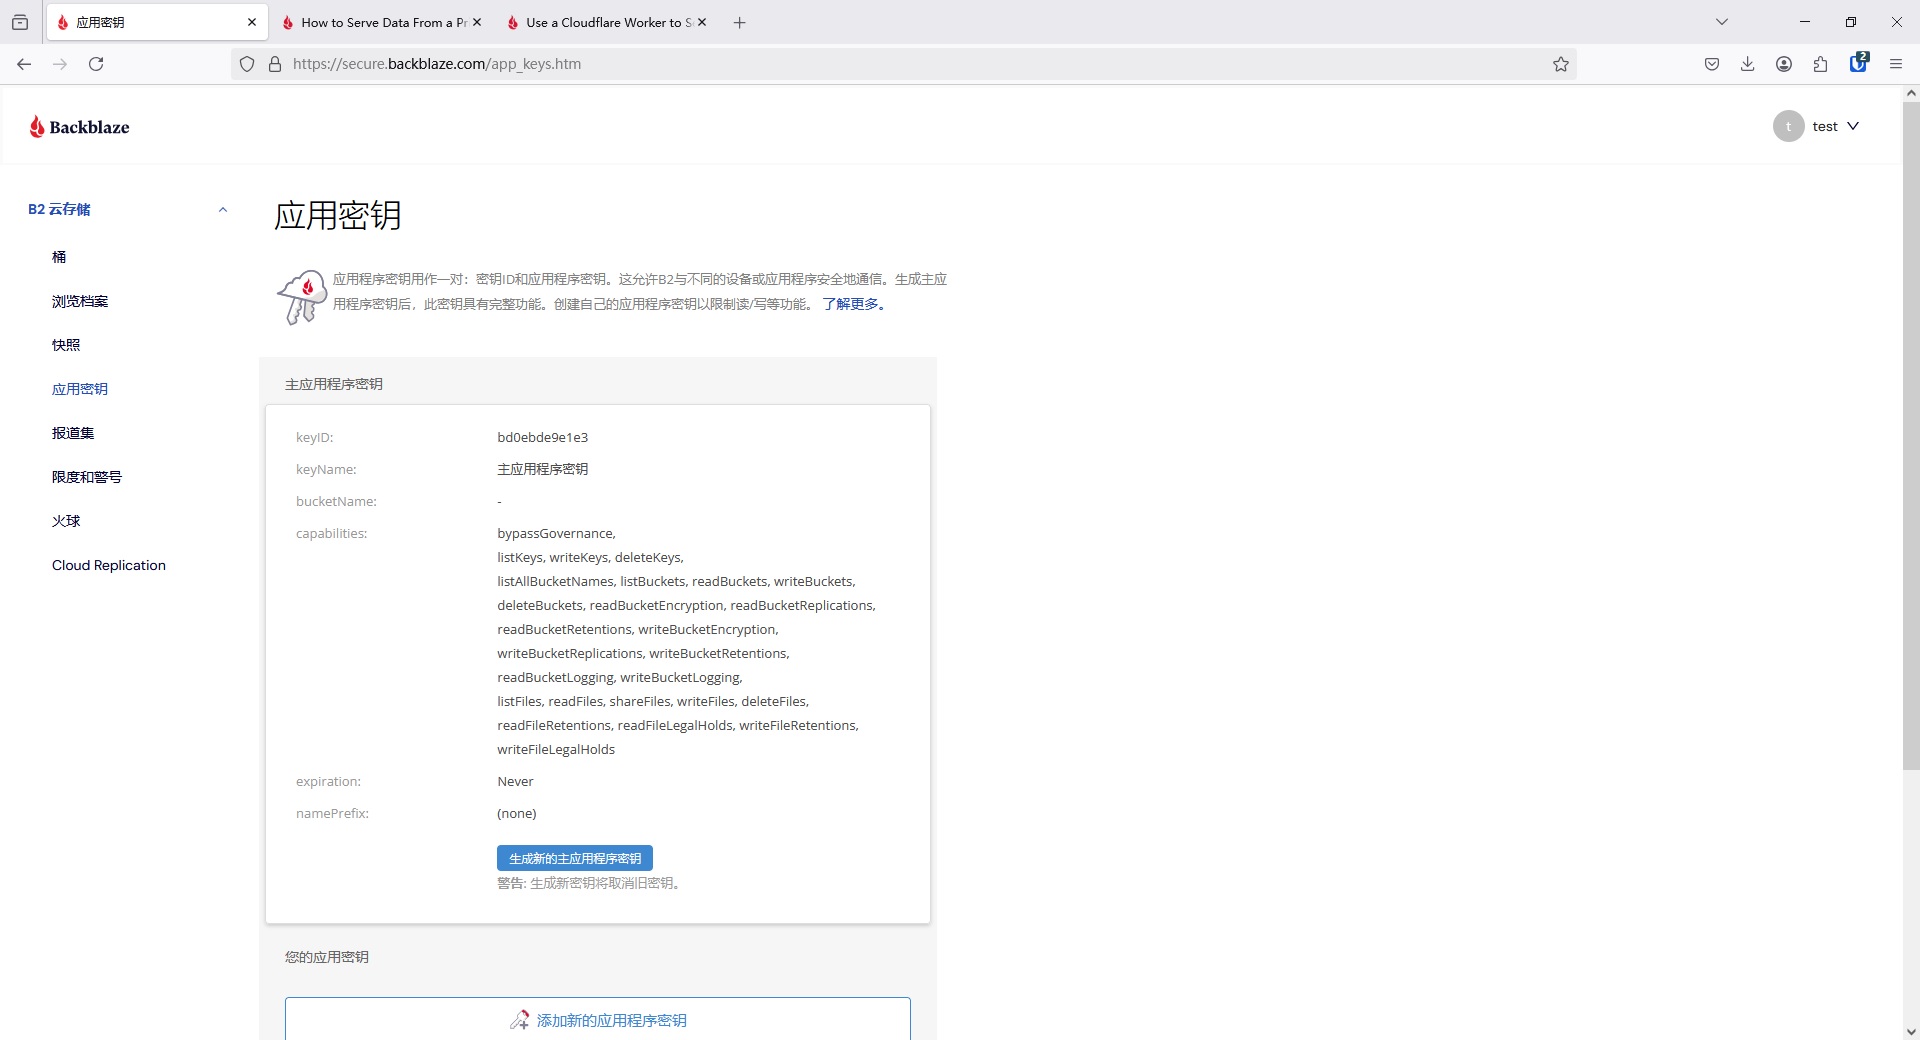 应用密钥
How to Serve Data From a Pr
Use a Cloudflare Worker to S
https://secure.backblaze.com/app_keys.htm
2
Backblaze
t test
B2 云存储
桶
浏览档案
快照
应用密钥
报道集
限度和警号
火球
Cloud Replication
应用密钥
应用程序密钥用作一对：密钥ID和应用程序密钥。这允许B2与不同的设备或应用程序安全地通信。生成主应
用程序密钥后，此密钥具有完整功能。创建自己的应用程序密钥以限制读/写等功能。 了解更多。
主应用程序密钥
keyID: bd0ebde9e1e3
keyName: 主应用程序密钥
bucketName: -
capabilities: bypassGovernance,
listKeys, writeKeys, deleteKeys,
listAllBucketNames, listBuckets, readBuckets, writeBuckets,
deleteBuckets, readBucketEncryption, readBucketReplications,
readBucketRetentions, writeBucketEncryption,
writeBucketReplications, writeBucketRetentions,
readBucketLogging, writeBucketLogging,
listFiles, readFiles, shareFiles, writeFiles, deleteFiles,
readFileRetentions, readFileLegalHolds, writeFileRetentions,
writeFileLegalHolds
expiration: Never
namePrefix: (none)
生成新的主应用程序密钥
警告: 生成新密钥将取消旧密钥。
您的应用密钥
添加新的应用程序密钥